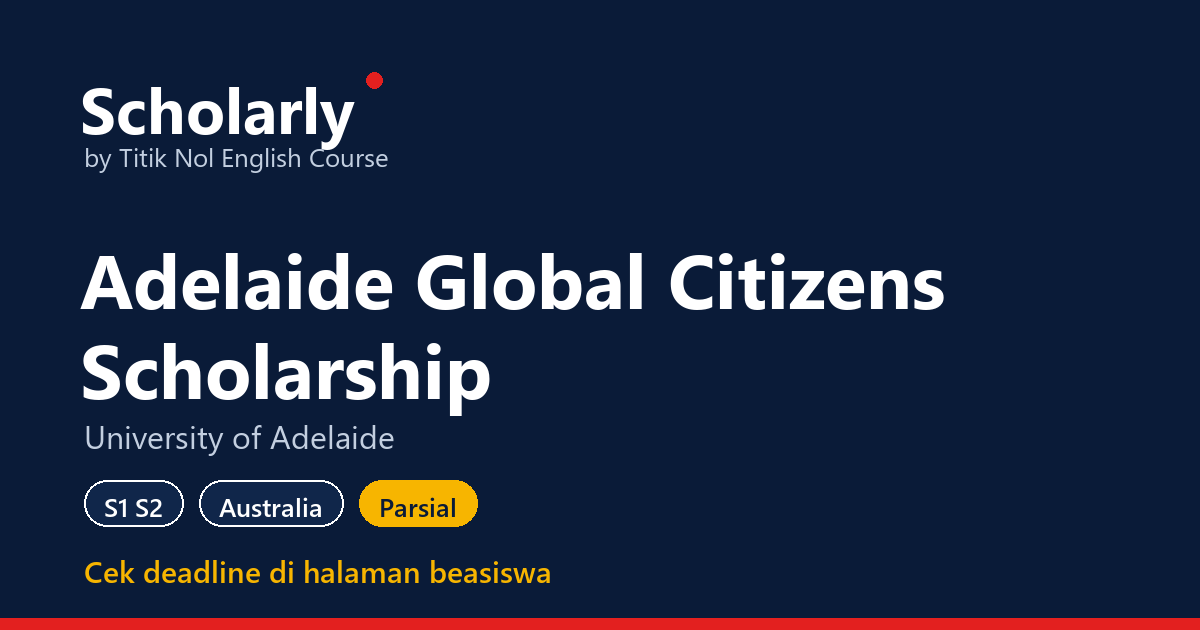 Scholarly
by Titik Nol English Course
Adelaide Global Citizens
Scholarship
University of Adelaide
S1 S2
Australia
Parsial
Cek deadline di halaman beasiswa